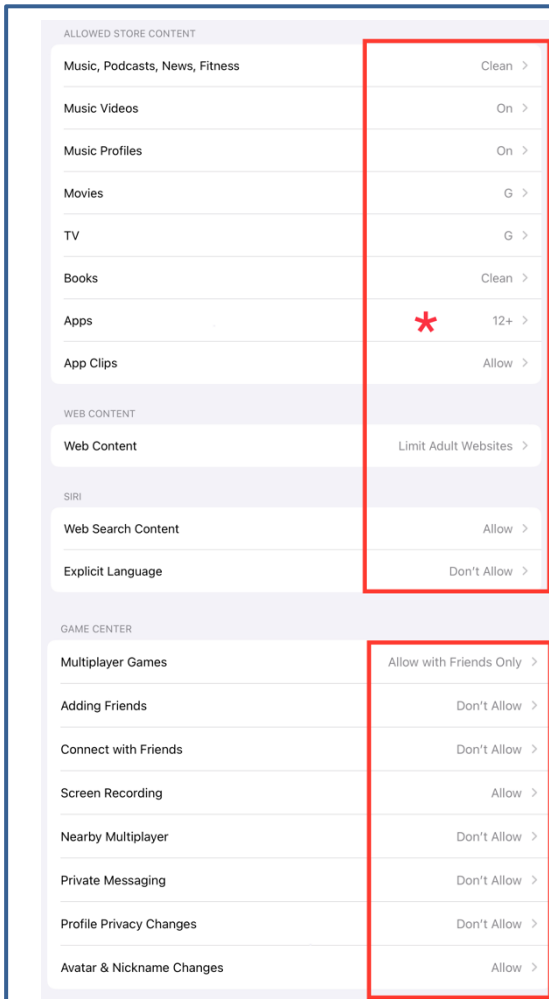 ALLOWED STORE CONTENT
Music, Podcasts, News, Fitness Clean >
Music Videos On >
Music Profiles On >
Movies G >
TV G >
Books Clean >
Apps * 12+ >
App Clips Allow >
WEB CONTENT
Web Content Limit Adult Websites >
SIRI
Web Search Content Allow >
Explicit Language Don't Allow >
GAME CENTER
Multiplayer Games Allow with Friends Only >
Adding Friends Don't Allow >
Connect with Friends Don't Allow >
Screen Recording Allow >
Nearby Multiplayer Don't Allow >
Private Messaging Don't Allow >
Profile Privacy Changes Don't Allow >
Avatar & Nickname Changes Allow >